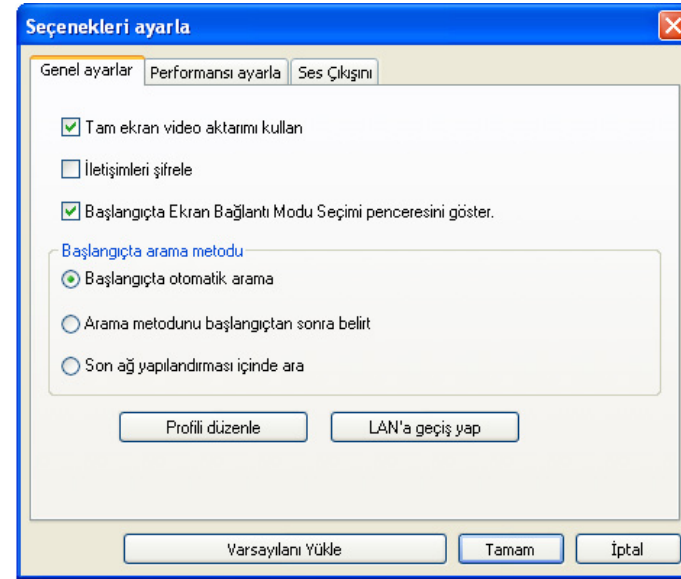 Seçenekleri ayarla
Genel ayarlar Performansı ayarla Ses Çıkışını
Tam ekran video aktarımı kullan
İletişimleri şifrele
Başlangıçta Ekran Bağlantı Modu Seçimi penceresini göster.
Başlangıçta arama metodu
Başlangıçta otomatik arama
Arama metodunu başlangıçtan sonra belirt
Son ağ yapılandırması içinde ara
Profili düzenle LAN'a geçiş yap
Varsayılanı Yükle Tamam İptal